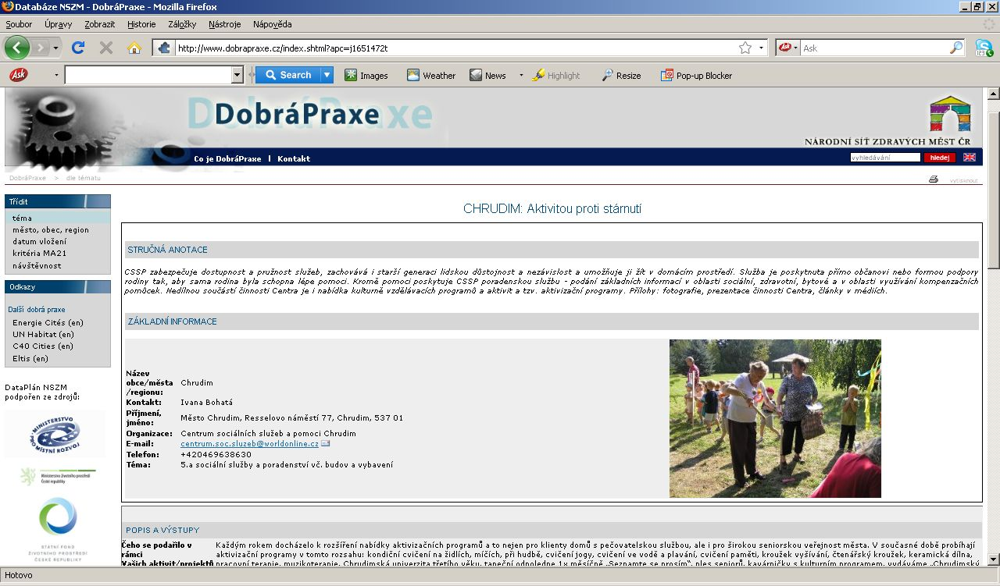 Databáze NSZM - DobráPraxe - Mozilla Firefox
Soubor Úpravy Zobrazit Historie Záložky Nástroje Nápověda
http://www.dobrapraxe.cz/index.shtml?apc=j1651472t
Ask Ask
Ask Search Images Weather News Highlight Resize Pop-up Blocker
DobráPraxe
NÁRODNÍ SÍŤ ZDRAVÝCH MĚST ČR
Co je DobráPraxe | Kontakt
vyhledávání hledej
DobráPraxe > dle tématu
vytisknout
Třídit
téma
město, obec, region
datum vložení
kritéria MA21
návštěvnost
Odkazy
Další dobrá praxe
Energie Cités (en)
UN Habitat (en)
C40 Cities (en)
Eltis (en)
DataPlán NSZM
podpořen ze zdrojů:
MINISTERSTVO
PRO MÍSTNÍ ROZVOJ
Ministerstvo životního prostředí
České republiky
STÁTNÍ FOND
ŽIVOTNÍHO PROSTŘEDÍ
ČESKÉ REPUBLIKY
CHRUDIM: Aktivitou proti stárnutí
STRUČNÁ ANOTACE
CSSP zabezpečuje dostupnost a pružnost služeb, zachovává i starší generaci lidskou důstojnost a nezávislost a umožňuje ji žít v domácím prostředí. Služba je poskytnuta přímo občanovi nebo formou podpory
rodiny tak, aby sama rodina byla schopna lépe pomoci. Kromě pomoci poskytuje CSSP poradenskou službu - podání základních informací v oblasti sociální, zdravotní, bytové a v oblasti využívání kompenzačních
pomůcek. Nedílnou součástí činnosti Centra je i nabídka kulturně vzdělávacích programů a aktivit a tzv. aktivizační programy. Přílohy: fotografie, prezentace činnosti Centra, články v médiích.
ZÁKLADNÍ INFORMACE
Název
obce/města Chrudim
/regionu:
Kontakt: Ivana Bohatá
Příjmení,
jméno: Město Chrudim, Resselovo náměstí 77, Chrudim, 537 01
Organizace: Centrum sociálních služeb a pomoci Chrudim
E-mail: centrum.soc.sluzeb@worldonline.cz
Telefon: +420469638630
Téma: 5.a sociální služby a poradenství vč. budov a vybavení
POPIS A VÝSTUPY
Čeho se podařilo v Každým rokem docházelo k rozšíření nabídku aktivizačních programů a to nejen pro klienty domů s pečovatelskou službou, ale i pro širokou seniorskou veřejnost města. V současné době probíhají
rámci aktivizační programy v tomto rozsahu: kondiční cvičení na židlích, míčích, při hudbě, cvičení jogy, cvičení ve vodě a plavání, cvičení paměti, kroužek vyšívání, čtenářský kroužek, keramická dílna,
Vašich aktivit/projektů pracovní terapie, muzikoterapie, Chrudimská univerzita třetího věku, taneční odpoledne 1x měsíčně „Seznamte se prosím“, ples seniorů, kavárničky s kulturním programem, vydáváme „Chrudimský
Hotovo